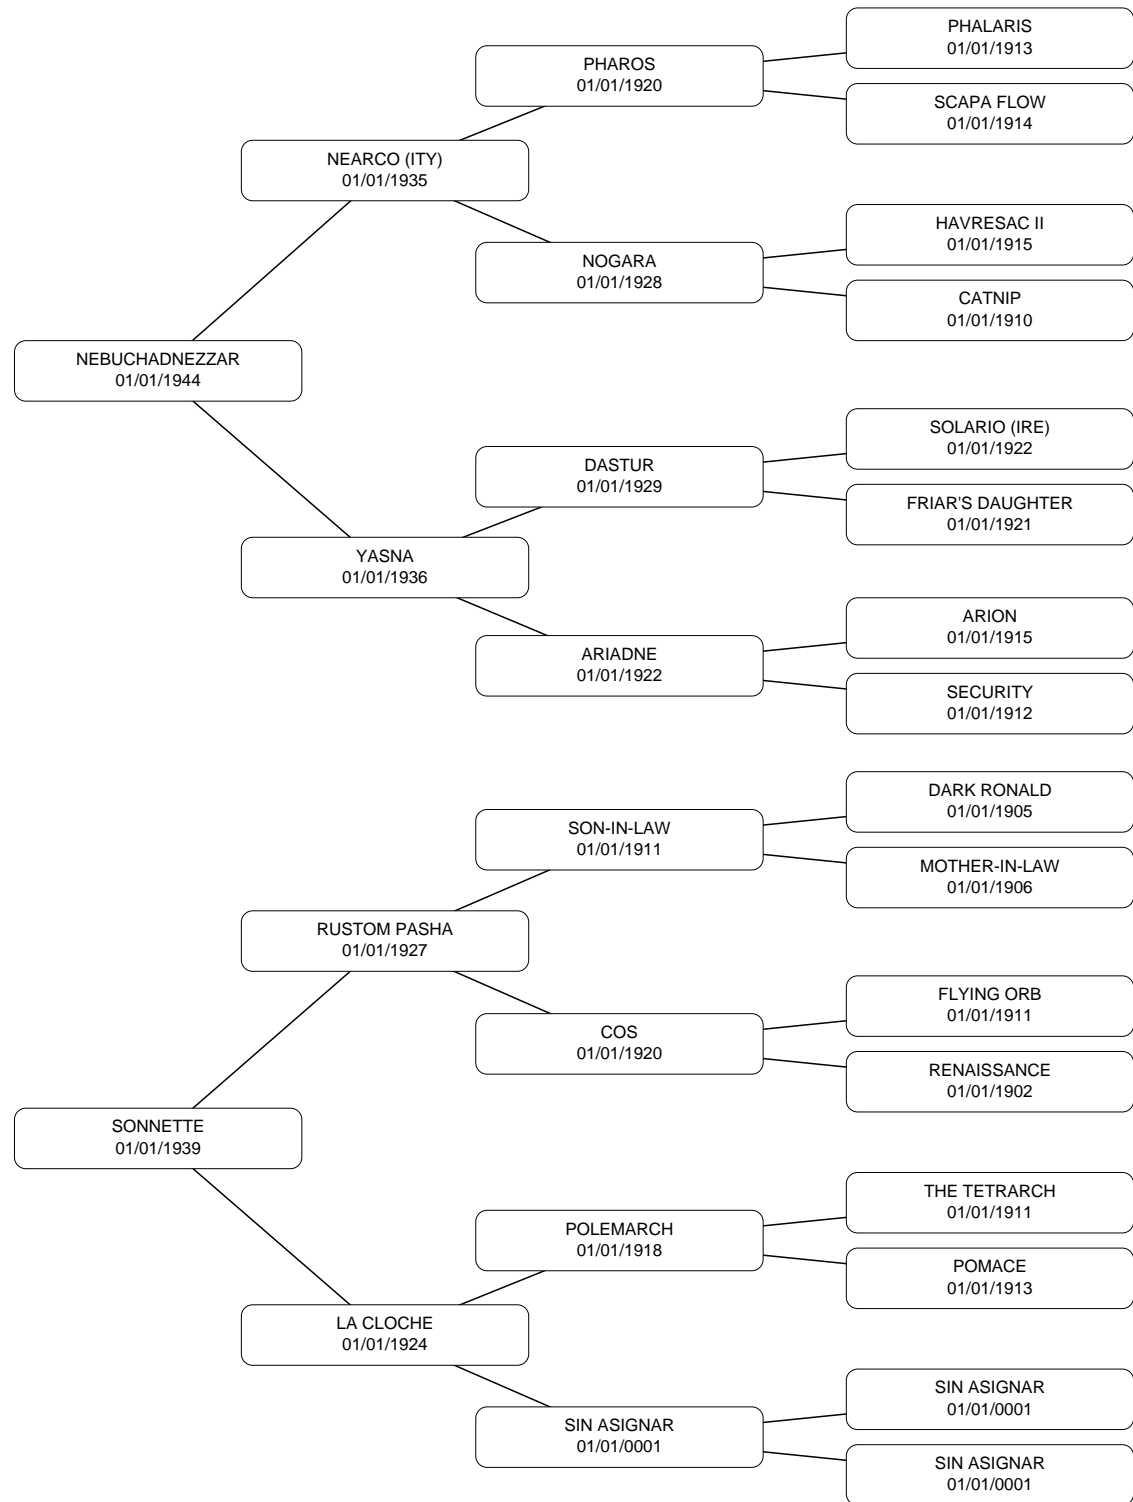 PHALARIS
01/01/1913
PHAROS
01/01/1920
SCAPA FLOW
01/01/1914
NEARCO (ITY)
01/01/1935
HAVRESAC II
01/01/1915
NOGARA
01/01/1928
CATNIP
01/01/1910
NEBUCHADNEZZAR
01/01/1944
SOLARIO (IRE)
01/01/1922
DASTUR
01/01/1929
FRIAR'S DAUGHTER
01/01/1921
YASNA
01/01/1936
ARION
01/01/1915
ARIADNE
01/01/1922
SECURITY
01/01/1912
DARK RONALD
01/01/1905
SON-IN-LAW
01/01/1911
MOTHER-IN-LAW
01/01/1906
RUSTOM PASHA
01/01/1927
FLYING ORB
01/01/1911
COS
01/01/1920
RENAISSANCE
01/01/1902
SONNETTE
01/01/1939
THE TETRARCH
01/01/1911
POLEMARCH
01/01/1918
POMACE
01/01/1913
LA CLOCHE
01/01/1924
SIN ASIGNAR
01/01/0001
SIN ASIGNAR
01/01/0001
SIN ASIGNAR
01/01/0001